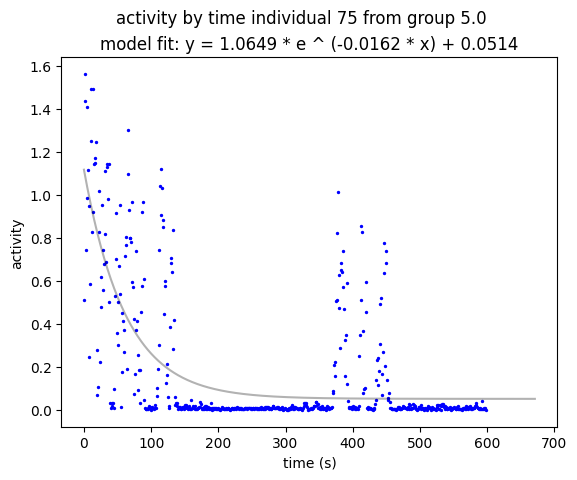 activity by time individual 75 from group 5.0
model fit: y = 1.0649 * e ^ (-0.0162 * x) + 0.0514
1.6
1.4
1.2
1.0
0.8
0.6
0.4
0.2
0.0
activity
0 100 200 300 400 500 600 700
time (s)